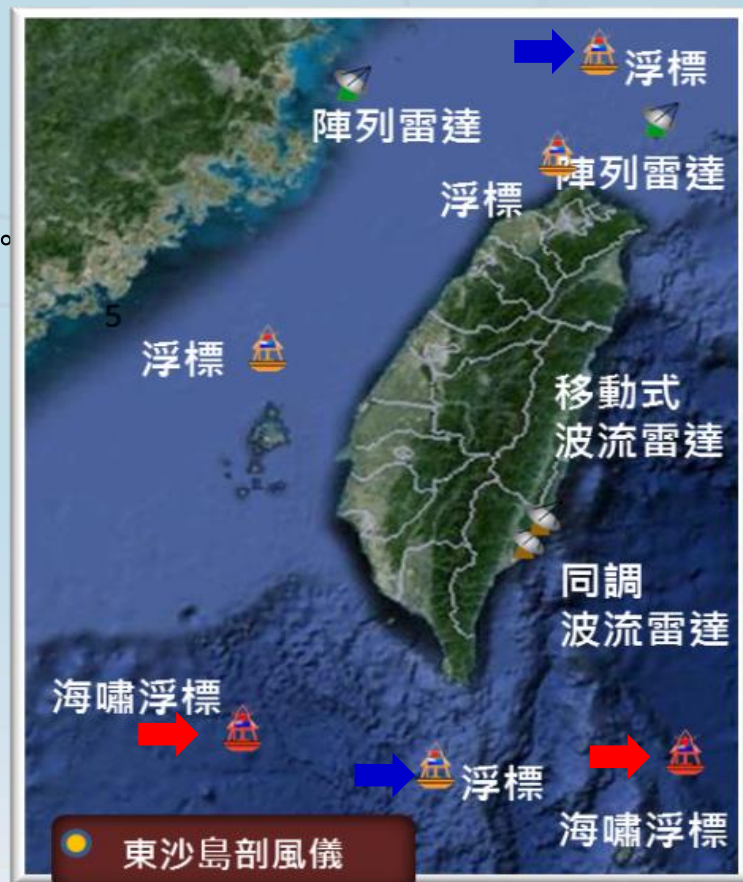 浮標
陣列雷達
陣列雷達
浮標
。
5
浮標
移動式
波流雷達
同調
波流雷達
海嘯浮標
浮標
海嘯浮標
東沙島剖風儀